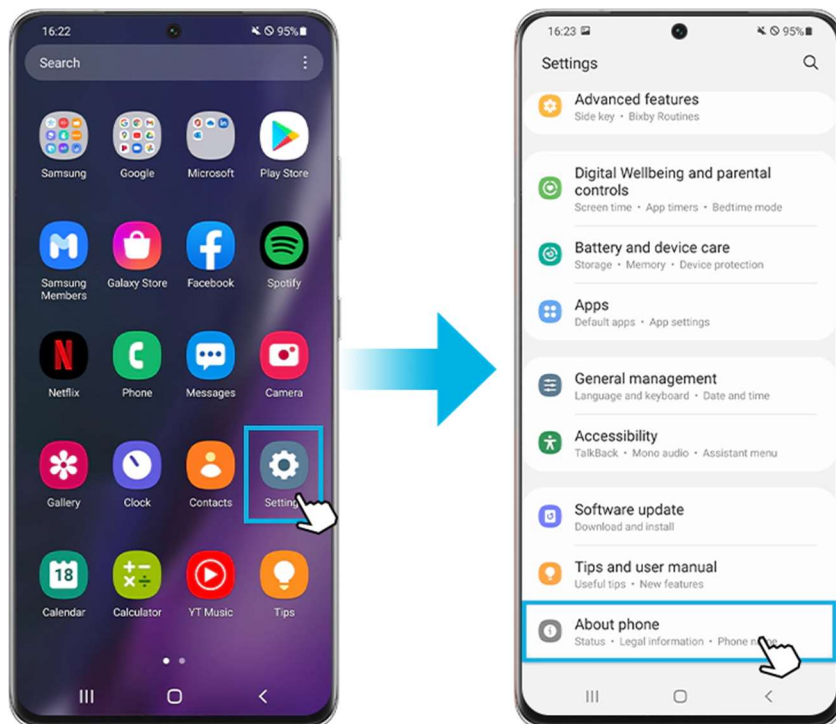 16:22
95%
Search
Samsung
Google
Microsoft
Play Store
Samsung
Members
Galaxy Store
Facebook
Spotify
Netflix
Phone
Messages
Camera
Gallery
Clock
Contacts
18
Calendar
Calculator
YT Music
Tips
16:23
95%
Settings
Advanced features
Side key • Bixby Routines
Digital Wellbeing and parental
controls
Screen time • App timers • Bedtime mode
Battery and device care
Storage • Memory • Device protection
Apps
Default apps • App settings
General management
Language and keyboard • Date and time
Accessibility
TalkBack • Mono audio • Assistant menu
Software update
Download and install
Tips and user manual
Useful tips • New features
About phone
Status • Legal information • Phone